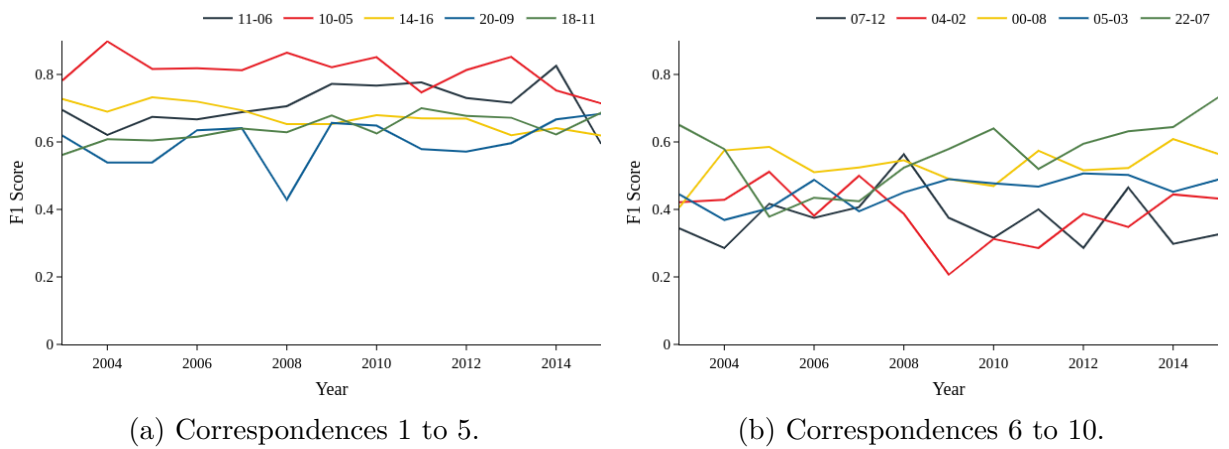 11-06 10-05 14-16 20-09 18-11
0.8
0.6
0.4
0.2
0
F1 Score
2004 2006 2008 2010 2012 2014
Year
(a) Correspondences 1 to 5.
07-12 04-02 00-08 05-03 22-07
0.8
0.6
0.4
0.2
0
F1 Score
2004 2006 2008 2010 2012 2014
Year
(b) Correspondences 6 to 10.